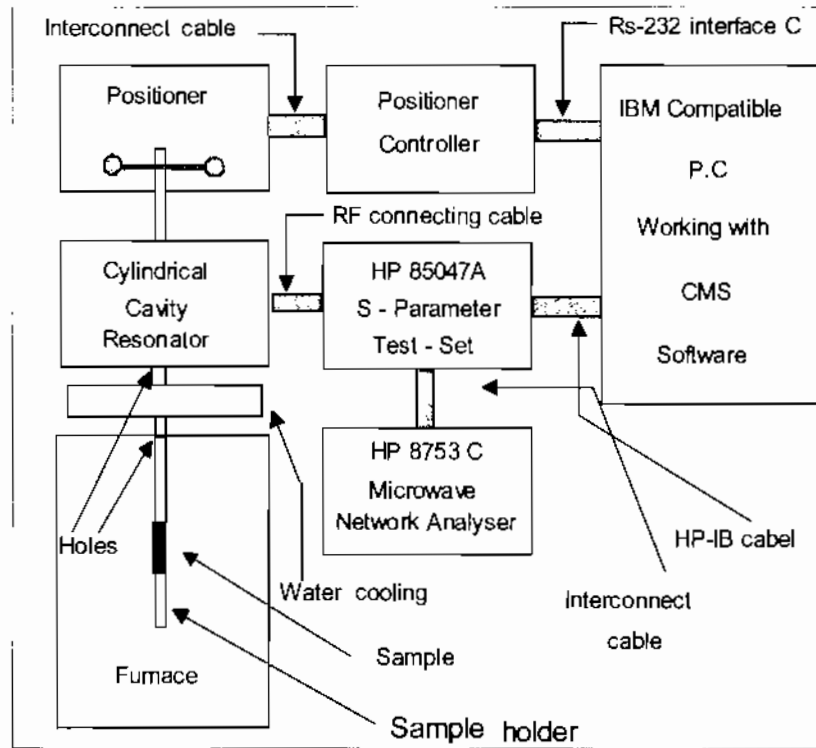 Interconnect cable
Rs-232 interface C
Positioner
Positioner
Controller
IBM Compatible
P.C
Working with
CMS
Software
RF connecting cable
Cylindrical
Cavity
Resonator
HP 85047A
S - Parameter
Test - Set
HP 8753 C
Microwave
Network Analyser
Holes
Water cooling
HP-IB cabel
Interconnect
cable
Sample
Furnace
Sample holder